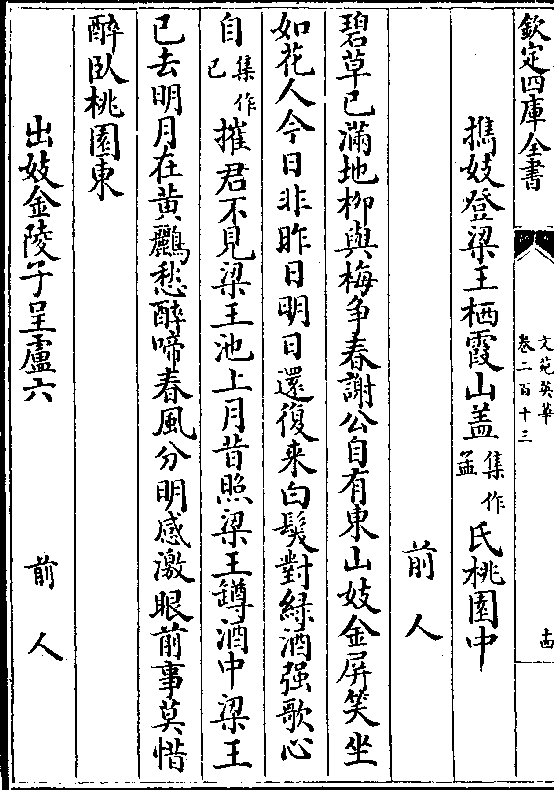 欽定四庫全書
文苑英華
卷二百十三
十四
擕妓登梁王栖霞山盖集作孟氏桃園中
前人
碧草已滿地柳與梅争春謝公自有東山妓金屏笑坐
如花人今日非昨日明日還復来白髮對緑酒强歌心
自集作已摧君不見梁王池上月昔照梁王罇酒中梁王
已去明月在黄鸝愁醉啼春風分明感激眼前事莫惜
醉臥桃園東
出妓金陵子呈盧六
前人